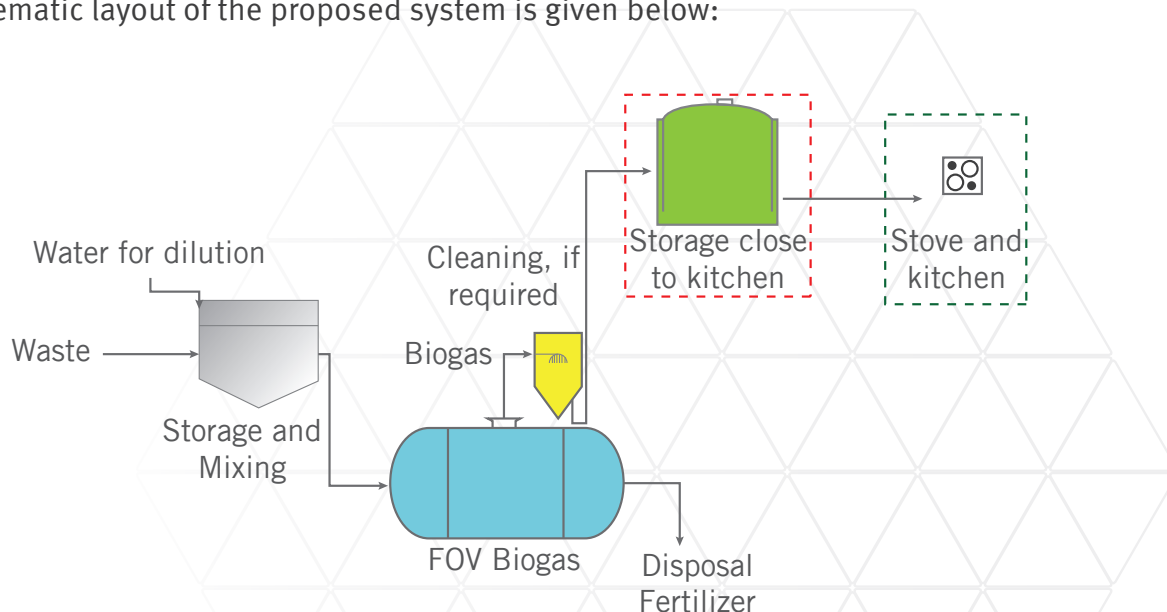 ematic layout of the proposed system is given below:
Water for dilution
Waste
Storage and
Mixing
Biogas
Cleaning, if
required
Storage close
to kitchen
Stove and
kitchen
FOV Biogas
Disposal
Fertilizer